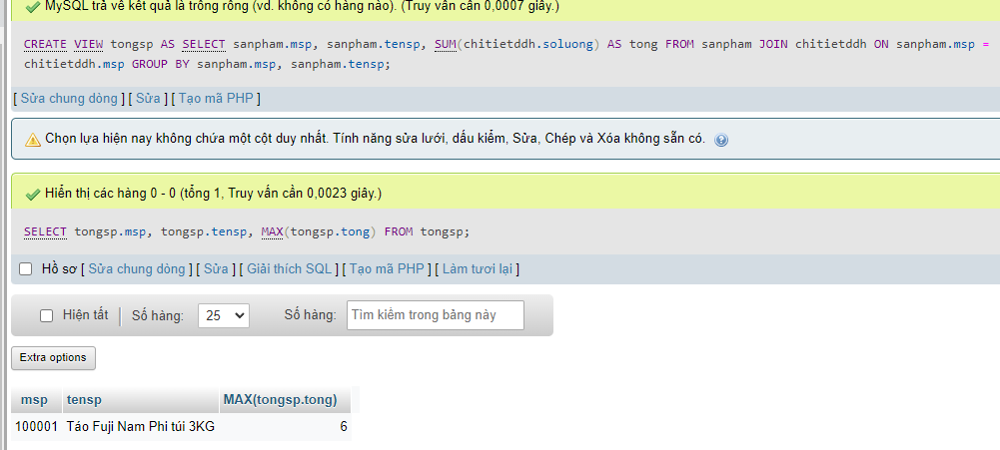 MySQL trả về kết quả là trống rỗng (vd. không có hàng nào). (Truy vấn cần 0,0007 giây.)
CREATE VIEW tongsp AS SELECT sanpham.msp, sanpham.tensp, SUM(chitietddh.soluong) AS tong FROM sanpham JOIN chitietddh ON sanpham.msp =
chitietddh.msp GROUP BY sanpham.msp, sanpham.tensp;
[ Sửa chung dòng ] [ Sửa ] [ Tạo mã PHP ]
Chọn lựa hiện nay không chứa một cột duy nhất. Tính năng sửa lưới, dấu kiểm, Sửa, Chép và Xóa không sẵn có.
Hiển thị các hàng 0 - 0 (tổng 1, Truy vấn cần 0,0023 giây.)
SELECT tongsp.msp, tongsp.tensp, MAX(tongsp.tong) FROM tongsp;
Hồ sơ [ Sửa chung dòng ] [ Sửa ] [ Giải thích SQL ] [ Tạo mã PHP ] [ Làm tươi lại ]
Hiện tất Số hàng: 25 Số hàng: Tìm kiếm trong bảng này
Extra options
msp tensp MAX(tongsp.tong)
100001 Táo Fuji Nam Phi túi 3KG 6